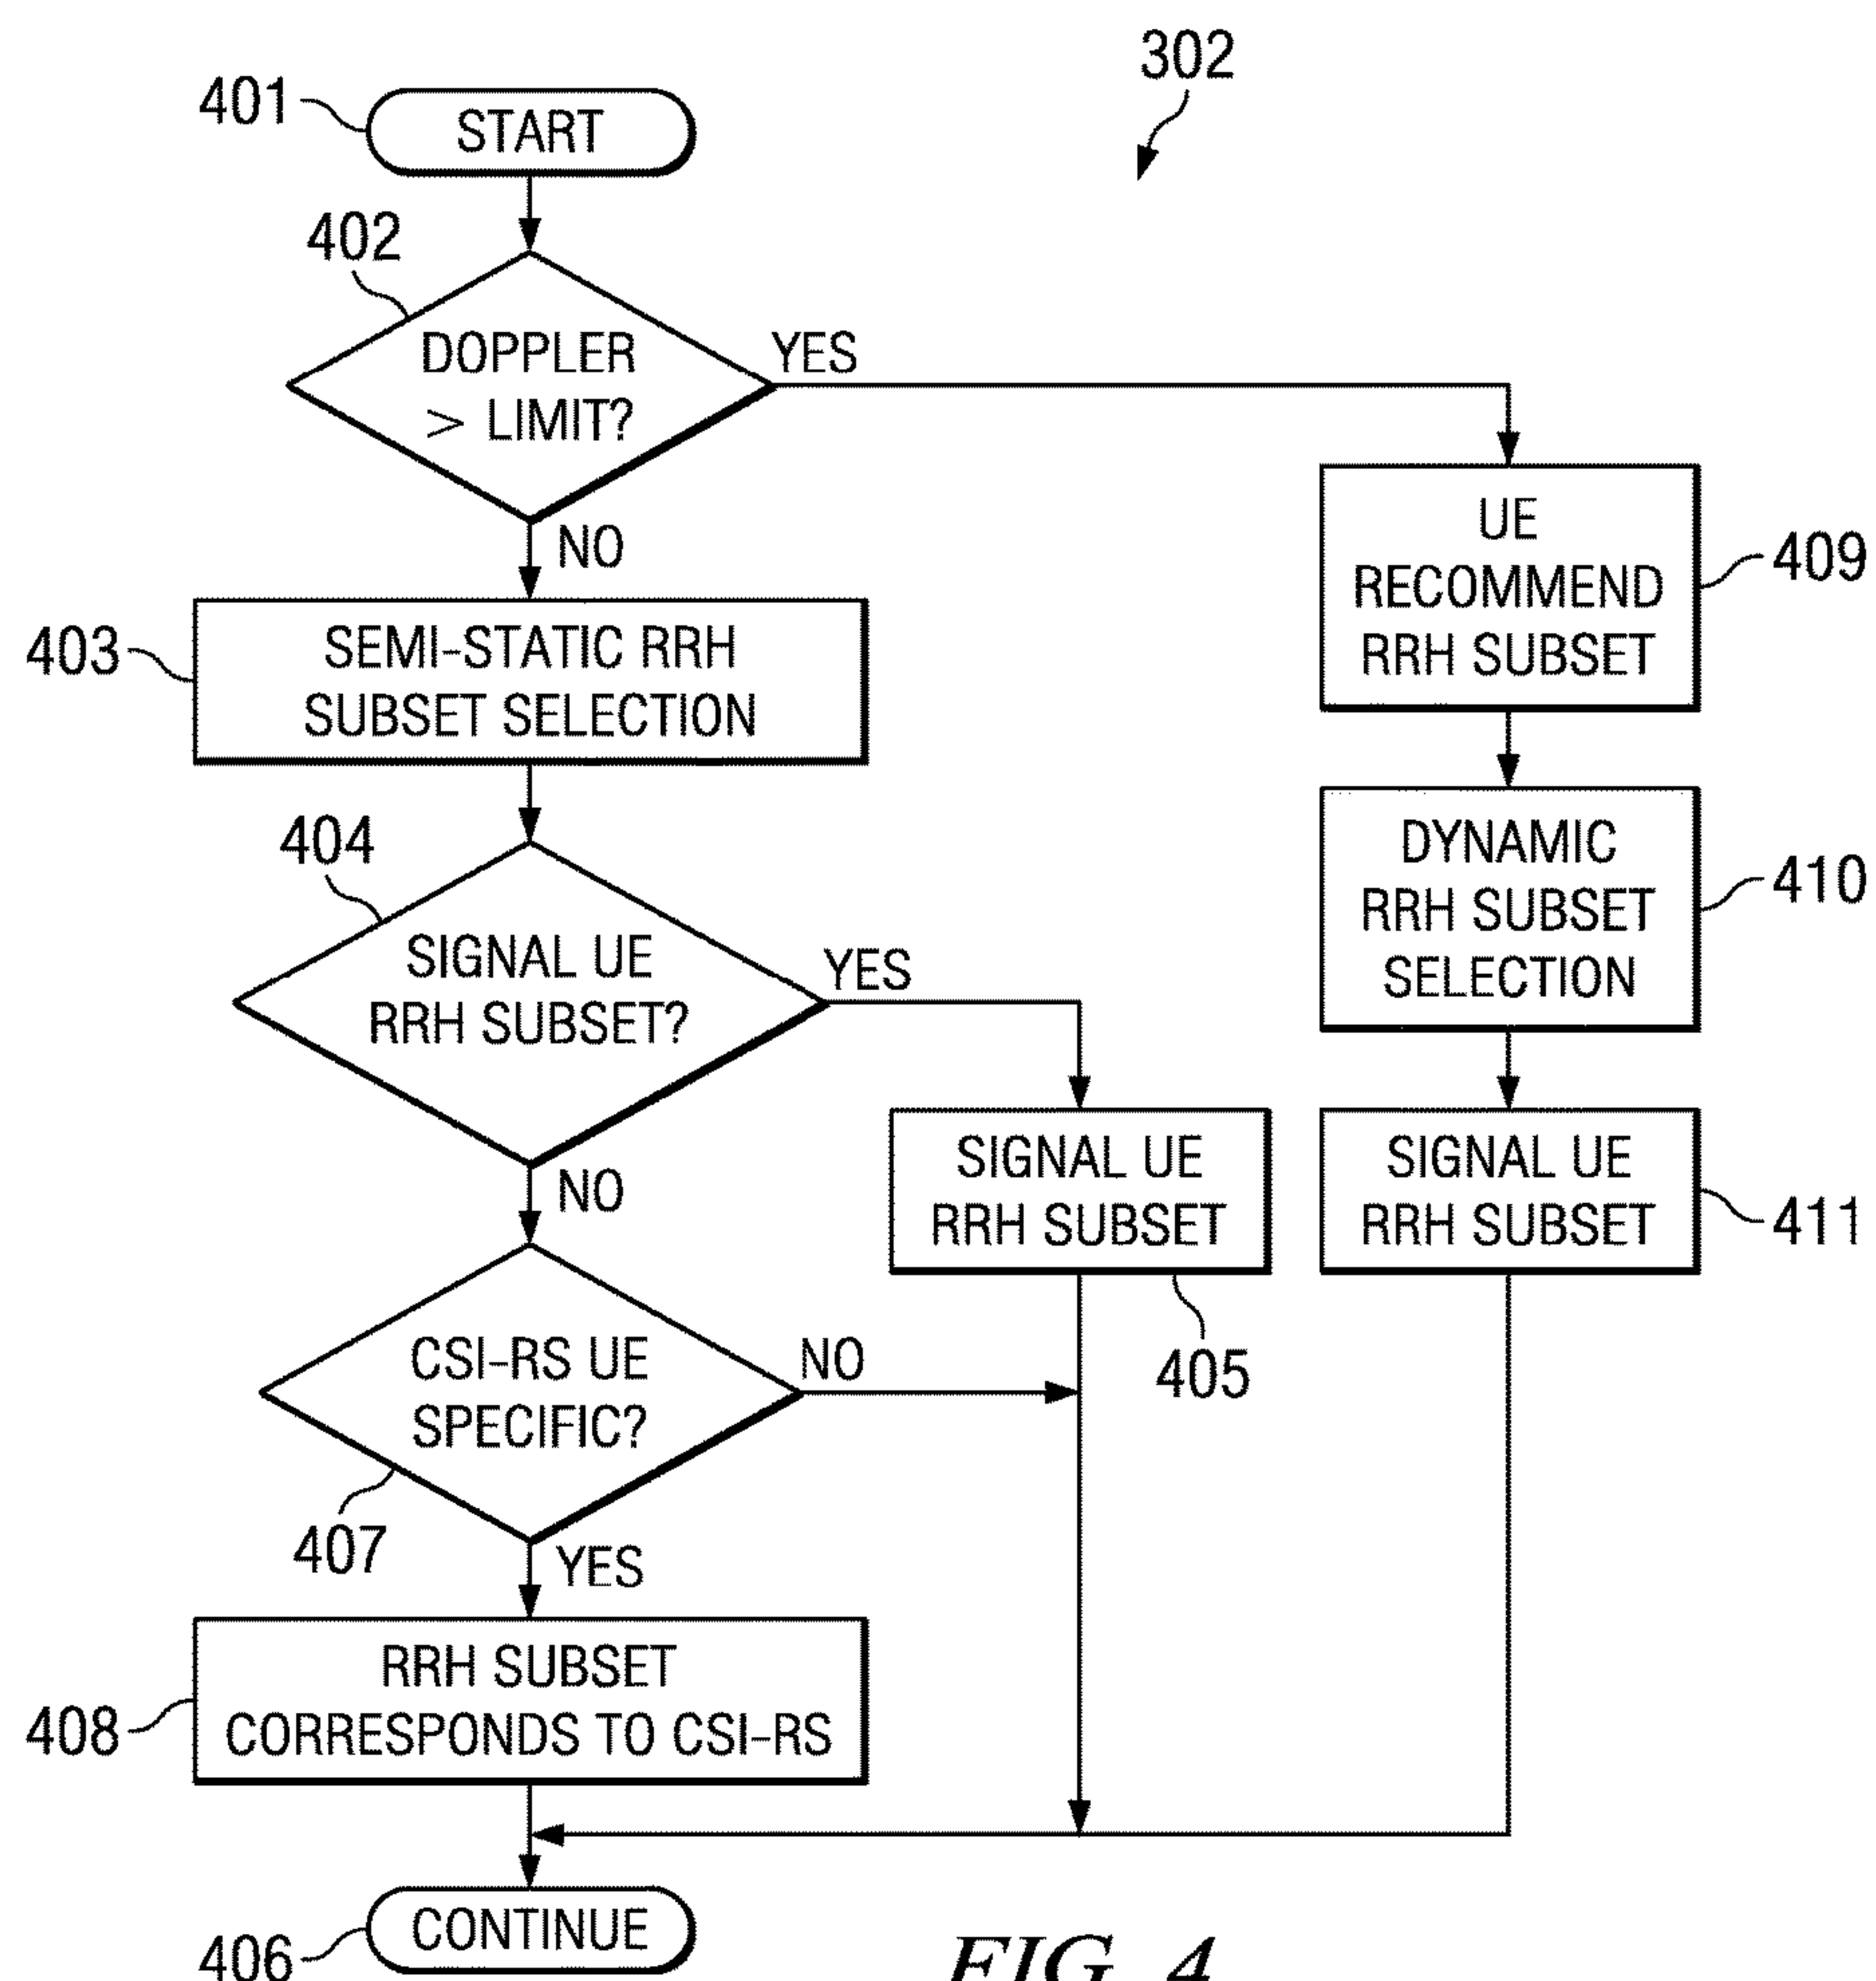 302
401
START
402
DOPPLER
> LIMIT?
YES
NO
UE
RECOMMEND
RRH SUBSET
409
403
SEMI-STATIC RRH
SUBSET SELECTION
DYNAMIC
RRH SUBSET
SELECTION
410
404
SIGNAL UE
RRH SUBSET?
YES
NO
SIGNAL UE
RRH SUBSET
405
SIGNAL UE
RRH SUBSET
411
CSI-RS UE
SPECIFIC?
NO
407
YES
408
RRH SUBSET
CORRESPONDS TO CSI-RS
406
CONTINUE
FIG. 4